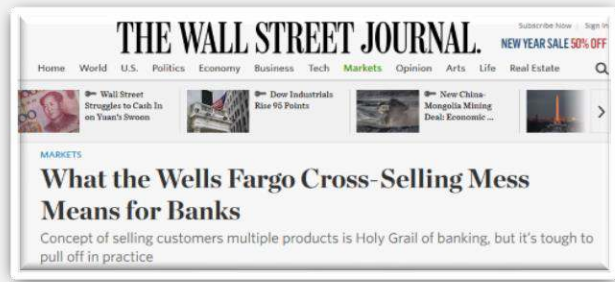 THE WALL STREET JOURNAL.
Subscribe Now | Sign In
NEW YEAR SALE 50% OFF
Home World U.S. Politics Economy Business Tech Markets Opinion Arts Life Real Estate
Wall Street
Struggles to Cash In
on Yuan's Swoon
Dow Industrials
Rise 95 Points
New China-
Mongolia Mining
Deal: Economic ...
MARKETS
What the Wells Fargo Cross-Selling Mess
Means for Banks
Concept of selling customers multiple products is Holy Grail of banking, but it's tough to
pull off in practice